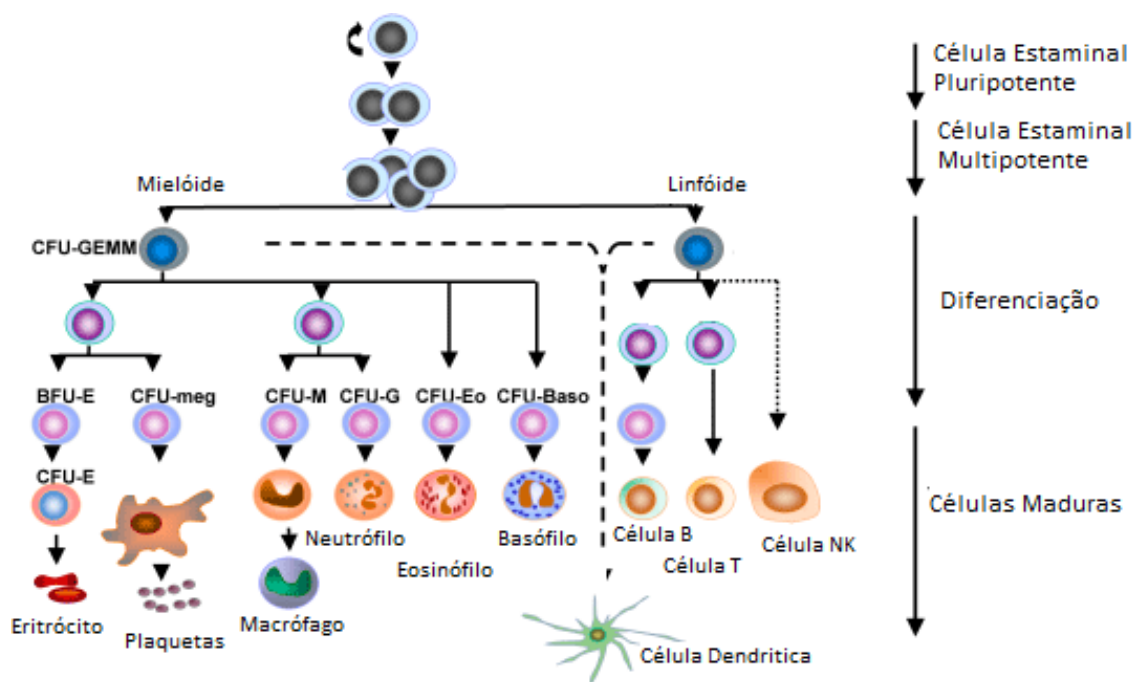 Célula Estaminal
Pluripotente
Célula Estaminal
Multipotente
Mielóide
Linfóide
CFU-GEMM
Diferenciação
BFU-E
CFU-meg
CFU-M
CFU-G
CFU-Eo
CFU-Baso
CFU-E
Células Maduras
Neutrófilo
Basófilo
Célula B
Célula NK
Eosinófilo
Célula T
Eritrócito
Plaquetas
Macrófago
Célula Dendritica